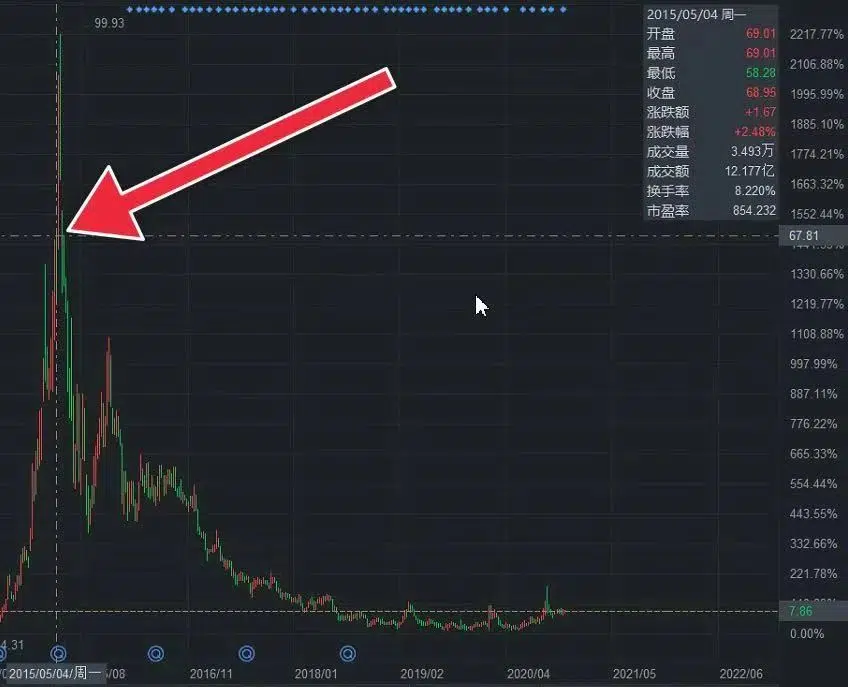 99.93
2015/05/04 周一
开盘 69.01
最高 69.01
最低 58.28
收盘 68.95
涨跌额 +1.67
涨跌幅 +2.48%
成交量 3.493万
成交额 12.177亿
换手率 8.220%
市盈率 854.232
2217.77%
2106.88%
1995.99%
1885.10%
1774.21%
1663.32%
1552.44%
67.81
1330.66%
1219.77%
1108.88%
997.99%
887.11%
776.22%
665.33%
554.44%
443.55%
332.66%
221.78%
7.86
0.00%
4.31
2015/05/04/周一 /08 2016/11 2018/01 2019/02 2020/04 2021/05 2022/06